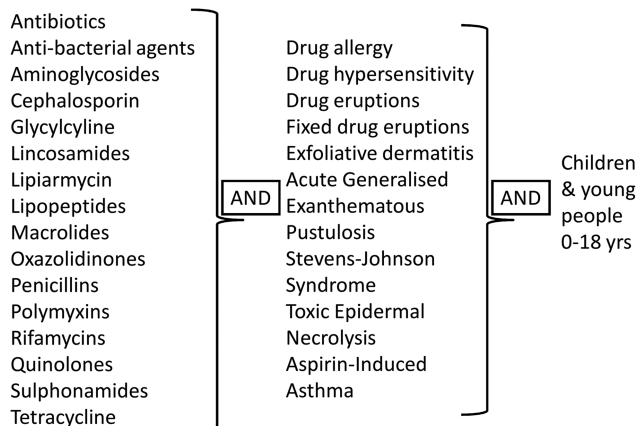 Antibiotics
Anti-bacterial agents
Aminoglycosides
Cephalosporin
Glycylcyline
Lincosamides
Lipiarmycin
Lipopeptides
Macrolides
Oxazolidinones
Penicillins
Polymyxins
Rifamycins
Quinolones
Sulphonamides
Tetracycline
AND
Drug allergy
Drug hypersensitivity
Drug eruptions
Fixed drug eruptions
Exfoliative dermatitis
Acute Generalised
Exanthematous
Pustulosis
Stevens-Johnson
Syndrome
Toxic Epidermal
Necrolysis
Aspirin-Induced
Asthma
AND
Children
& young
people
0-18 yrs